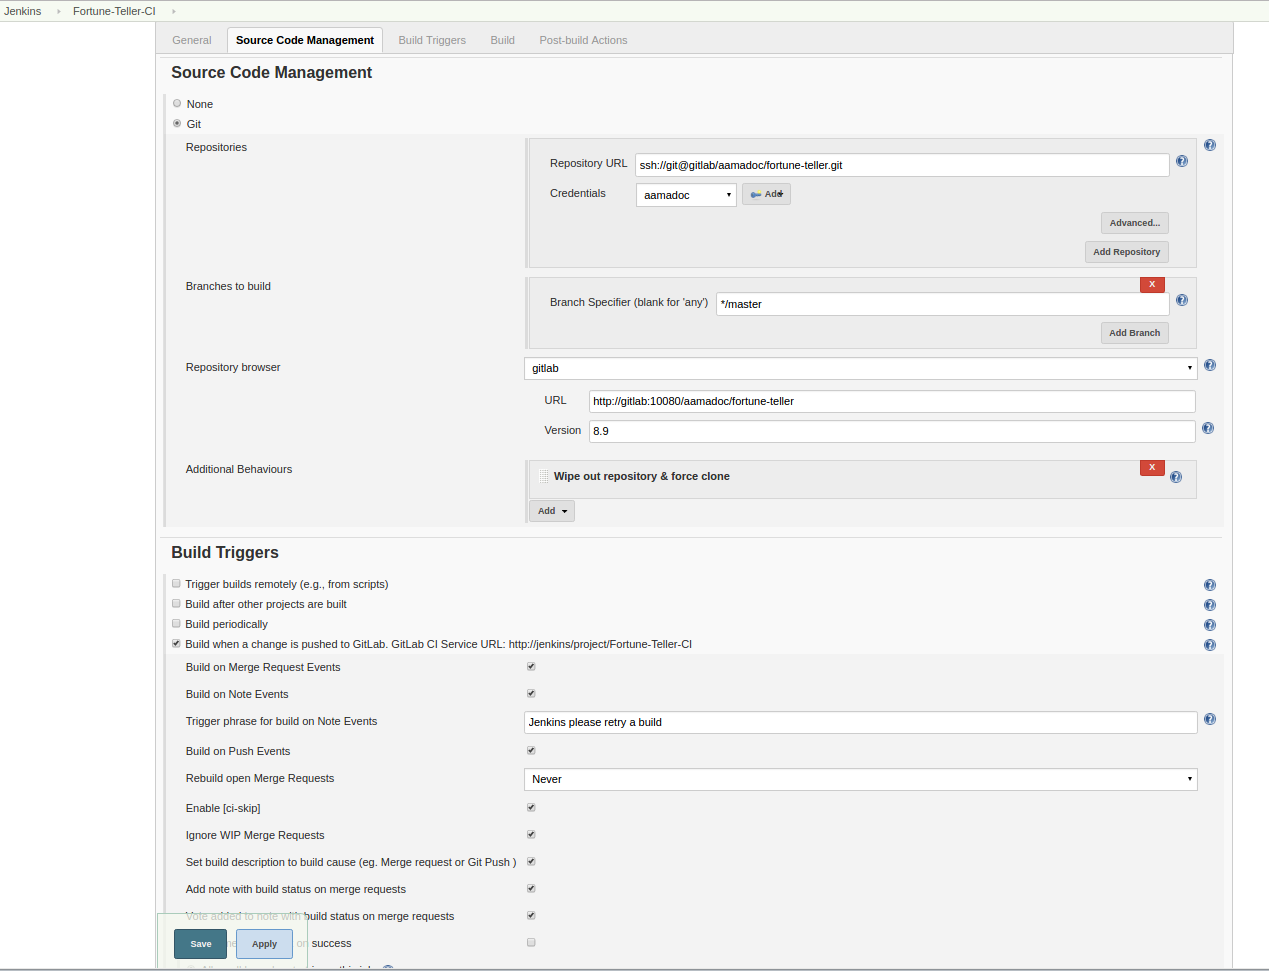 Jenkins Fortune-Teller-CI
General Source Code Management Build Triggers Build Post-build Actions
Source Code Management
None
Git
Repositories
Repository URL ssh://git@gitlab/aamadoc/fortune-teller.git
Credentials aamadoc Add
Advanced...
Add Repository
Branches to build
X
Branch Specifier (blank for 'any') */master
Add Branch
Repository browser gitlab
URL http://gitlab:10080/aamadoc/fortune-teller
Version 8.9
Additional Behaviours
X
Wipe out repository & force clone
Add
Build Triggers
Trigger builds remotely (e.g., from scripts)
Build after other projects are built
Build periodically
Build when a change is pushed to GitLab. GitLab CI Service URL: http://jenkins/project/Fortune-Teller-CI
Build on Merge Request Events
Build on Note Events
Trigger phrase for build on Note Events Jenkins please retry a build
Build on Push Events
Rebuild open Merge Requests Never
Enable [ci-skip]
Ignore WIP Merge Requests
Set build description to build cause (eg. Merge request or Git Push )
Add note with build status on merge requests
Vote added to note with build status on merge requests
Save Apply on success